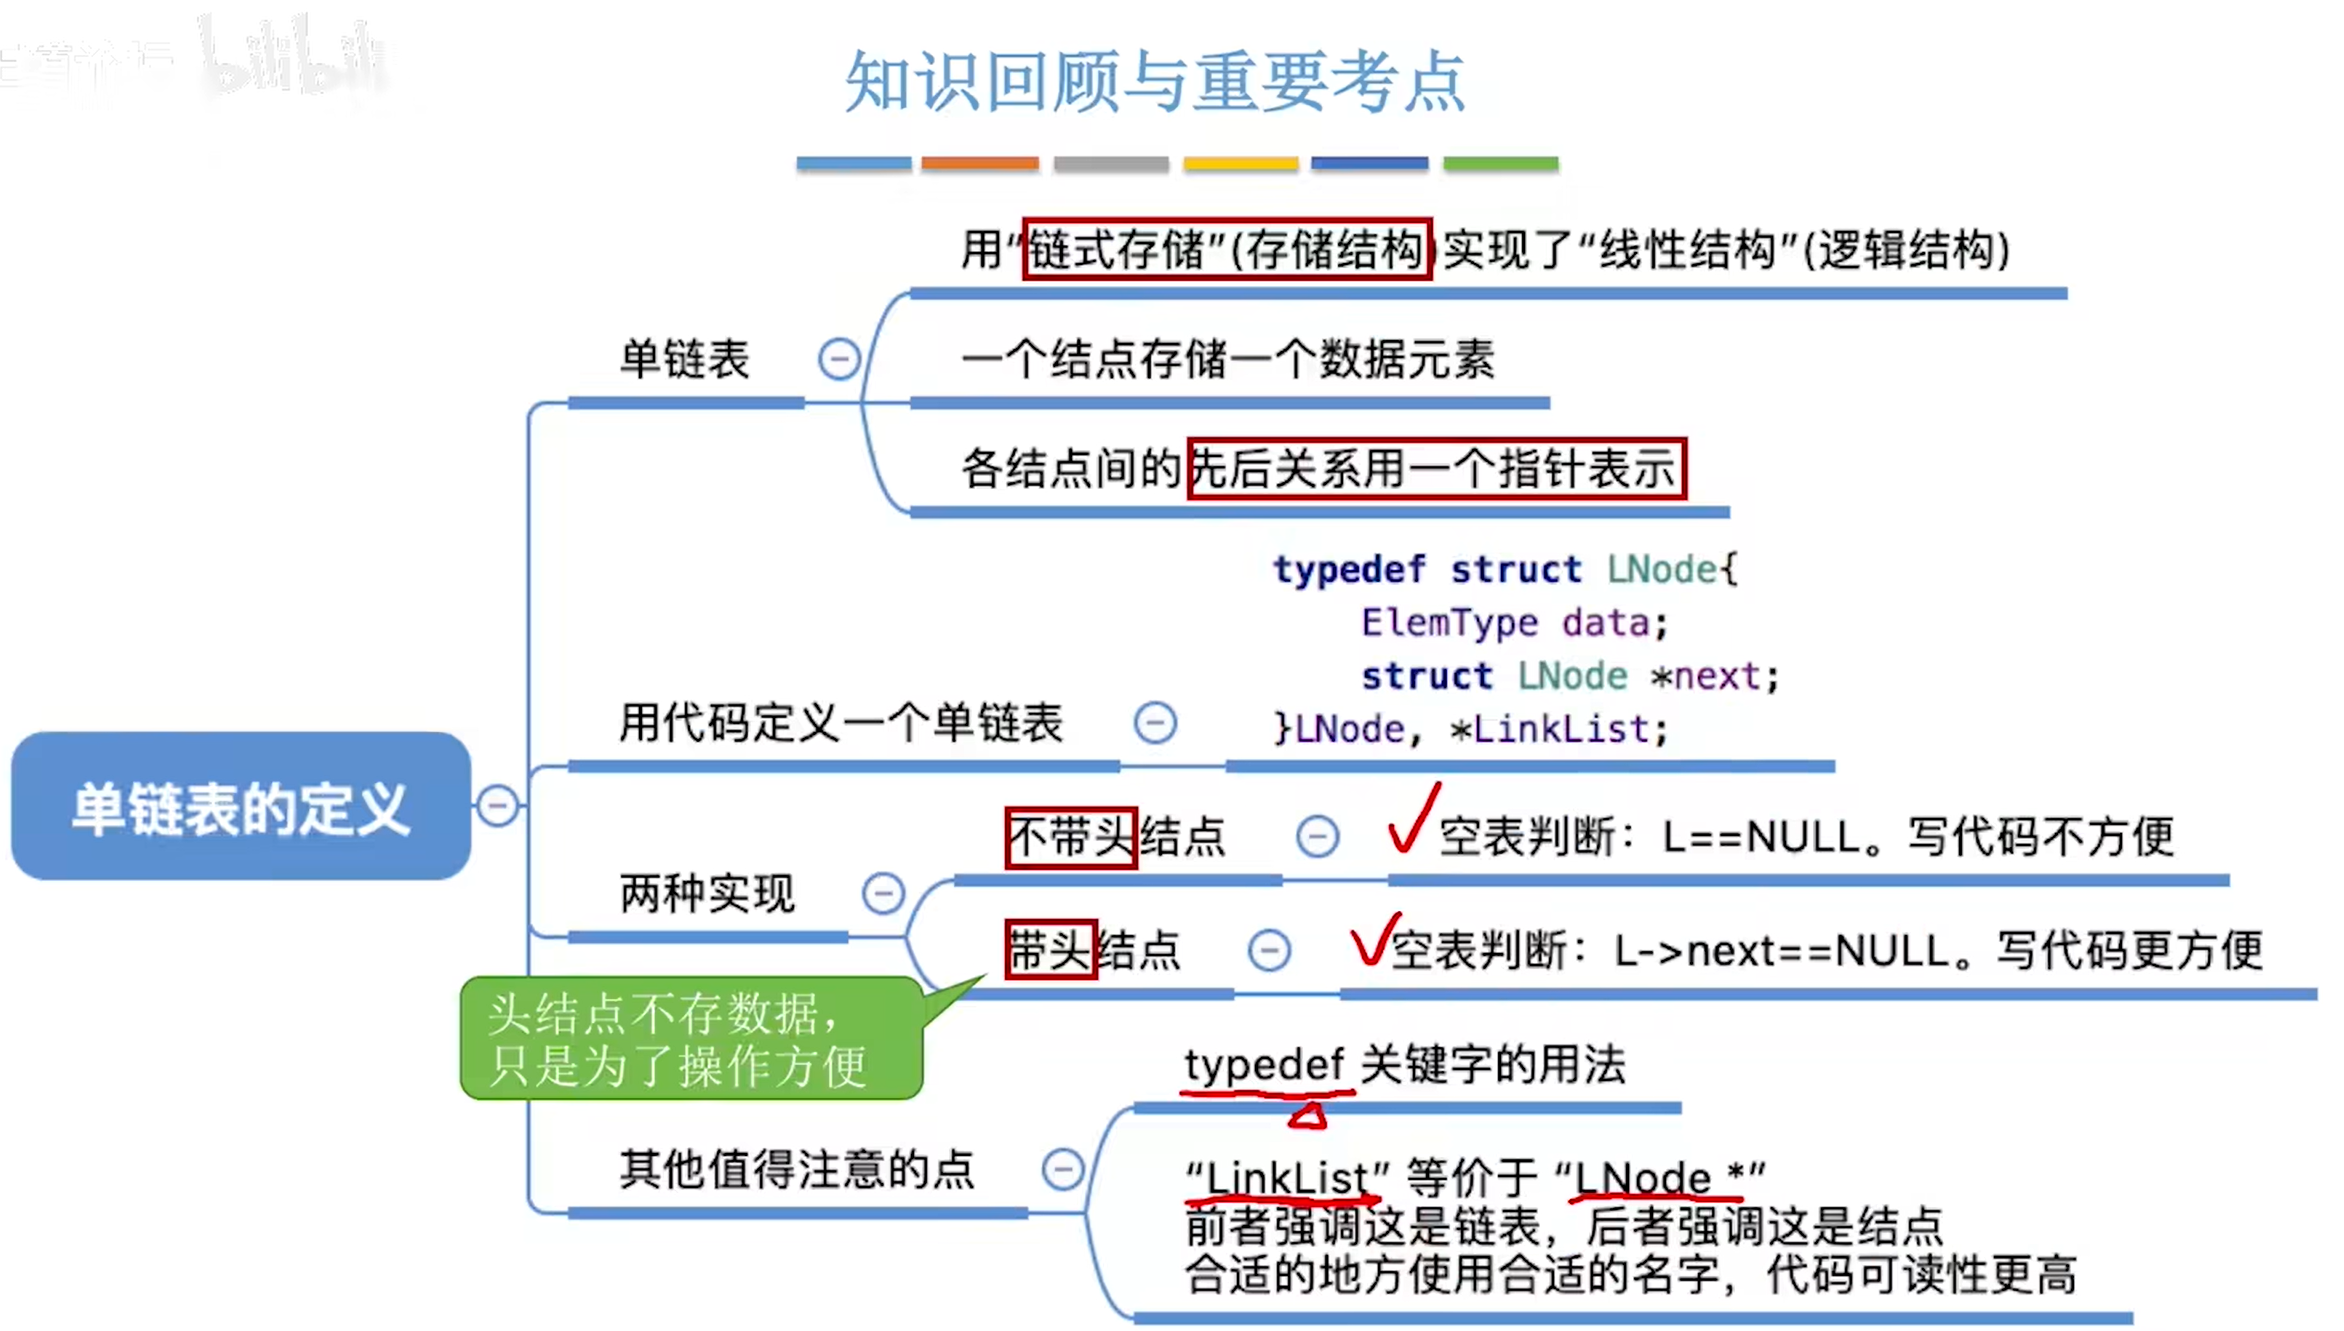 bilibili
知识回顾与重要考点
用“链式存储”(存储结构)实现了“线性结构”(逻辑结构)
单链表
一个结点存储一个数据元素
各结点间的先后关系用一个指针表示
typedef struct LNode{
ElemType data;
struct LNode *next;
}LNode, *LinkList;
用代码定义一个单链表
单链表的定义
不带头结点
空表判断：L==NULL。写代码不方便
两种实现
带头结点
空表判断：L->next==NULL。写代码更方便
头结点不存数据，
只是为了操作方便
typedef 关键字的用法
其他值得注意的点
“LinkList” 等价于 “LNode *”
前者强调这是链表，后者强调这是结点
合适的地方使用合适的名字，代码可读性更高